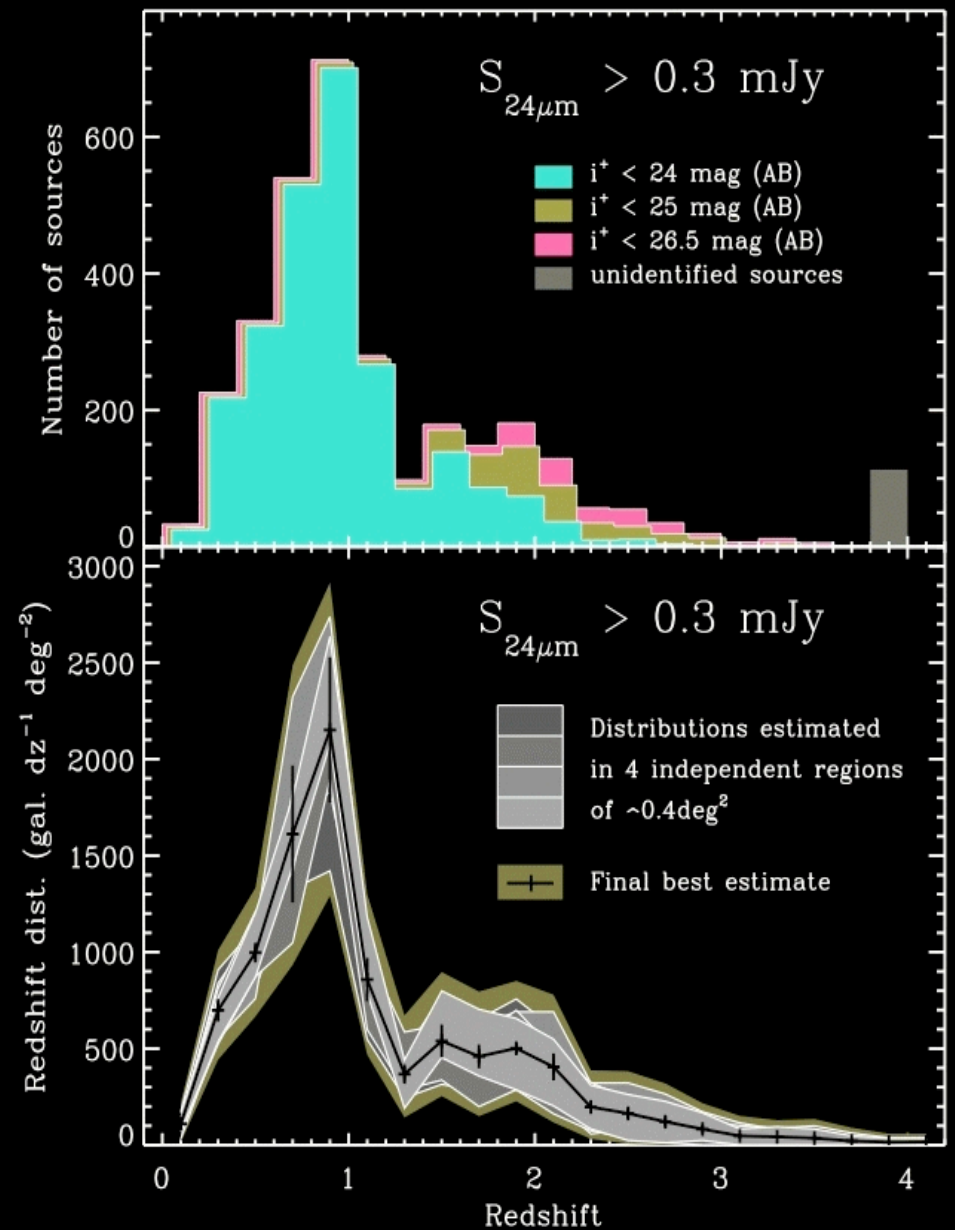 S24μm > 0.3 mJy
i+ < 24 mag (AB)
i+ < 25 mag (AB)
i+ < 26.5 mag (AB)
unidentified sources
Number of sources
600
400
200
0
S24μm > 0.3 mJy
Distributions estimated
in 4 independent regions
of ~0.4deg²
Final best estimate
Redshift dist. (gal. dz⁻¹ deg⁻²)
3000
2500
2000
1500
1000
500
0
0 1 2 3 4
Redshift